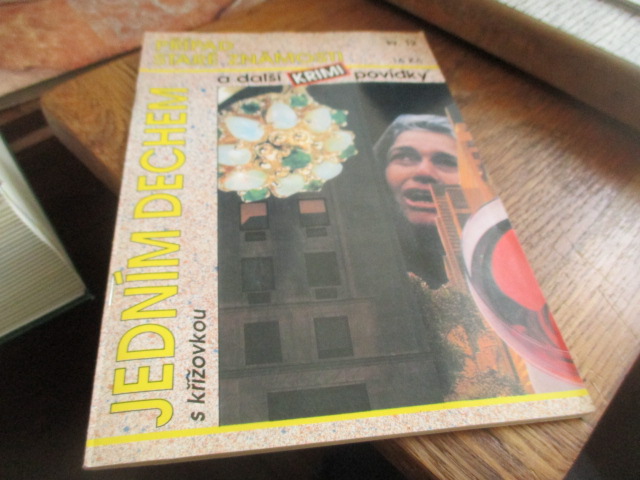 PŘÍPAD
STARÉ ZNÁMOSTI
a další KRIMI povídky
JEDNÍM DECHEM
s křížovkou